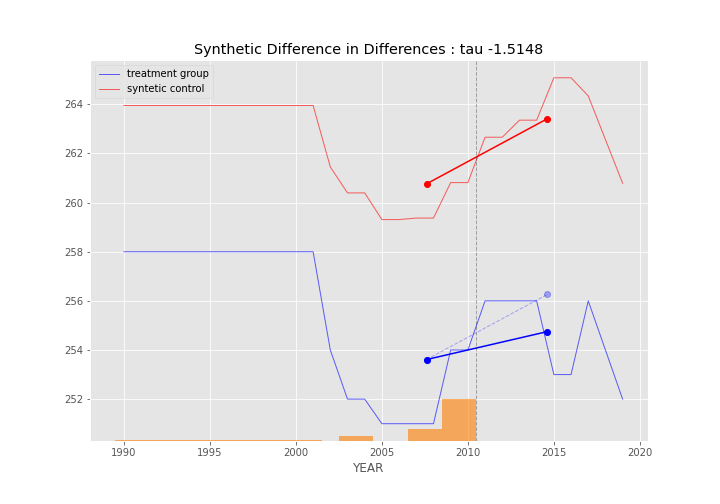 Synthetic Difference in Differences : tau -1.5148
treatment group
syntetic control
264
262
260
258
256
254
252
1990 1995 2000 2005 2010 2015 2020
YEAR